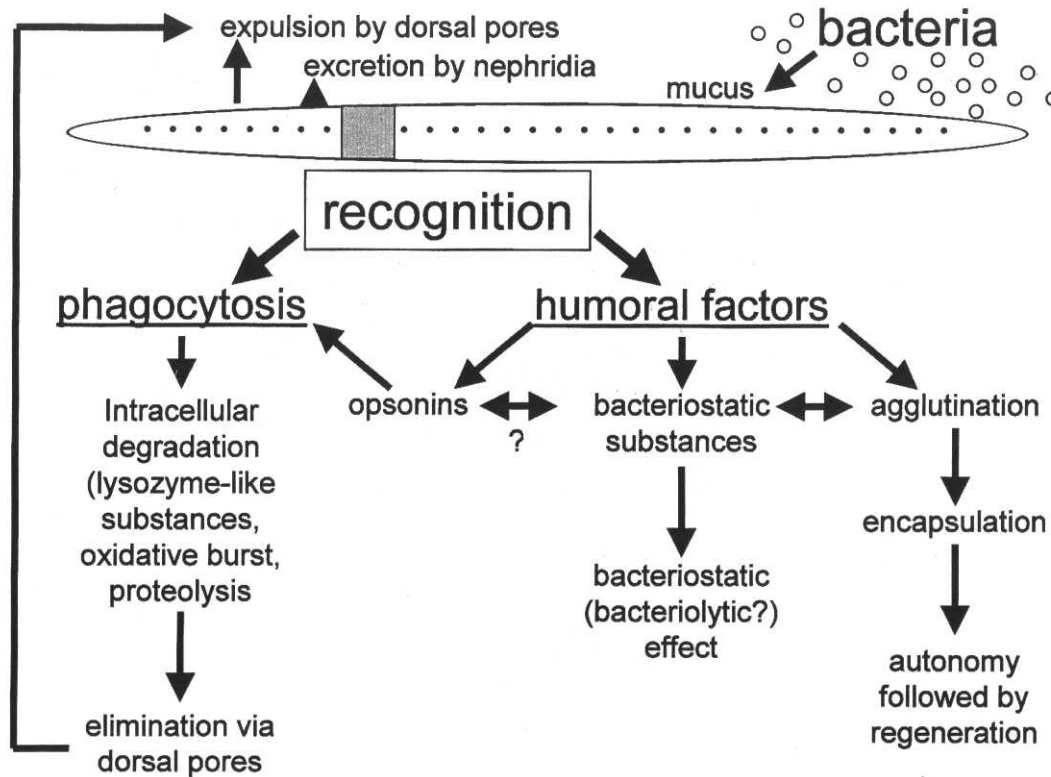 expulsion by dorsal pores
excretion by nephridia
bacteria
mucus
recognition
phagocytosis
humoral factors
Intracellular
degradation
(lysozyme-like
substances,
oxidative burst,
proteolysis
opsonins
?
bacteriostatic
substances
agglutination
encapsulation
bacteriostatic
(bacteriolytic?)
effect
autonomy
followed by
regeneration
elimination via
dorsal pores